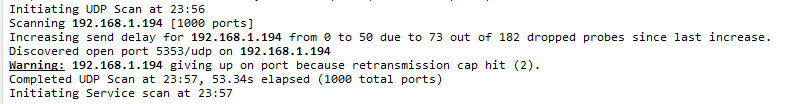 Initiating UDP Scan at 23:56
Scanning 192.168.1.194 [1000 ports]
Increasing send delay for 192.168.1.194 from 0 to 50 due to 73 out of 182 dropped probes since last increase.
Discovered open port 5353/udp on 192.168.1.194
Warning: 192.168.1.194 giving up on port because retransmission cap hit (2).
Completed UDP Scan at 23:57, 53.34s elapsed (1000 total ports)
Initiating Service scan at 23:57